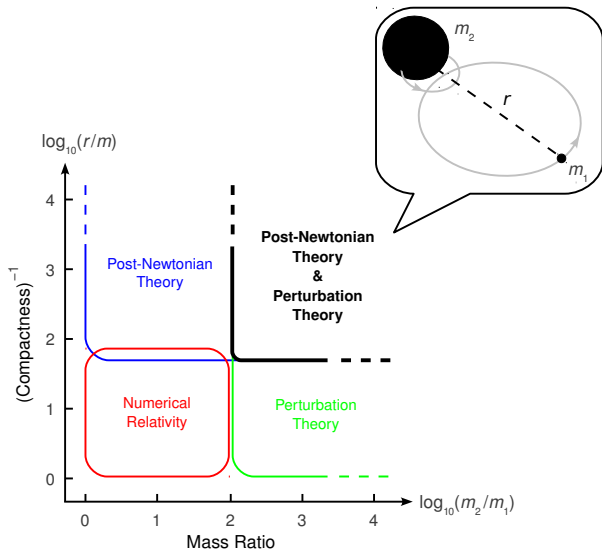 m₂
r
m₁
log₁₀(r/m)
4
3
2
1
0
(Compactness)⁻¹
Post-Newtonian
Theory
Post-Newtonian
Theory
&
Perturbation
Theory
Numerical
Relativity
Perturbation
Theory
0
1
2
3
4
log₁₀(m₂/m₁)
Mass Ratio